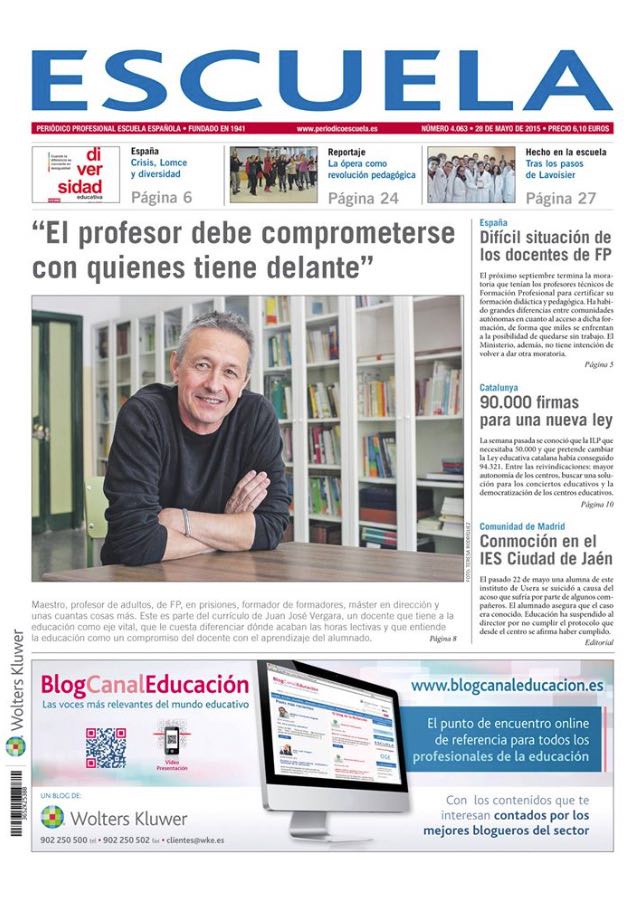 ESCUELA
PERIÓDICO PROFESIONAL ESCUELA ESPAÑOLA • FUNDADO EN 1941
www.periodicoescuela.es
NÚMERO 4.063 • 28 DE MAYO DE 2015 • PRECIO 6,10 EUROS
di
ver
sidad
educativa
España
Crisis, Lomce
y diversidad
Página 6
Reportaje
La ópera como
revolución pedagógica
Página 24
Hecho en la escuela
Tras los pasos
de Lavoisier
Página 27
“El profesor debe comprometerse
con quienes tiene delante”
FOTO: TERESA RODRÍGUEZ
Maestro, profesor de adultos, de FP, en prisiones, formador de formadores, máster en dirección y
unas cuantas cosas más. Este es parte del currículo de Juan José Vergara, un docente que tiene a la
educación como eje vital, que le cuesta diferenciar dónde acaban las horas lectivas y que entiende
la educación como un compromiso del docente con el aprendizaje del alumnado.
Página 8
España
Difícil situación de
los docentes de FP
El próximo septiembre termina la mora-
toria que tenían los profesores técnicos de
Formación Profesional para certificar su
formación didáctica y pedagógica. Ha habi-
do grandes diferencias entre comunidades
autónomas en cuanto al acceso a dicha for-
mación, de forma que miles se enfrentan
a la posibilidad de quedarse sin trabajo. El
Ministerio, además, no tiene intención de
volver a dar otra moratoria.
Página 5
Catalunya
90.000 firmas
para una nueva ley
La semana pasada se conoció que la ILP que
necesitaba 50.000 y que pretende cambiar
la Ley educativa catalana había conseguido
94.321. Entre las reivindicaciones: mayor
autonomía de los centros, buscar una solu-
ción para los conciertos educativos y la
democratización de los centros educativos.
Página 10
Comunidad de Madrid
Conmoción en el
IES Ciudad de Jaén
El pasado 22 de mayo una alumna de este
instituto de Usera se suicidó a causa del
acoso que sufría por parte de algunos com-
pañeros. El alumnado asegura que el caso
era conocido. Educación ha suspendido al
director por no cumplir el protocolo que
desde el centro se afirma haber cumplido.
Editorial
Wolters Kluwer
BlogCanalEducación
Las voces más relevantes del mundo educativo
Vídeo
Presentación
UN BLOG DE:
Wolters Kluwer
902 250 500 tel • 902 250 502 fax • clientes@wke.es
BlogCanalEducación
www.blogcanaleducacion.es
El punto de encuentro online
de referencia para todos los
profesionales de la educación
Con los contenidos que te
interesan contados por los
mejores blogueros del sector